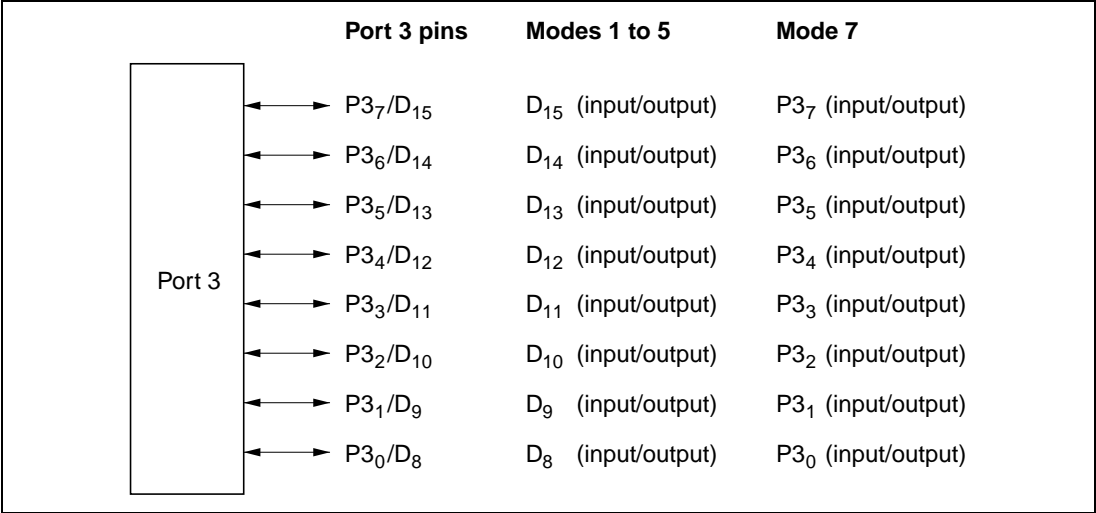 Port 3 pins Modes 1 to 5 Mode 7
P3₇/D₁₅ D₁₅ (input/output) P3₇ (input/output)
P3₆/D₁₄ D₁₄ (input/output) P3₆ (input/output)
P3₅/D₁₃ D₁₃ (input/output) P3₅ (input/output)
P3₄/D₁₂ D₁₂ (input/output) P3₄ (input/output)
Port 3
P3₃/D₁₁ D₁₁ (input/output) P3₃ (input/output)
P3₂/D₁₀ D₁₀ (input/output) P3₂ (input/output)
P3₁/D₉ D₉ (input/output) P3₁ (input/output)
P3₀/D₈ D₈ (input/output) P3₀ (input/output)